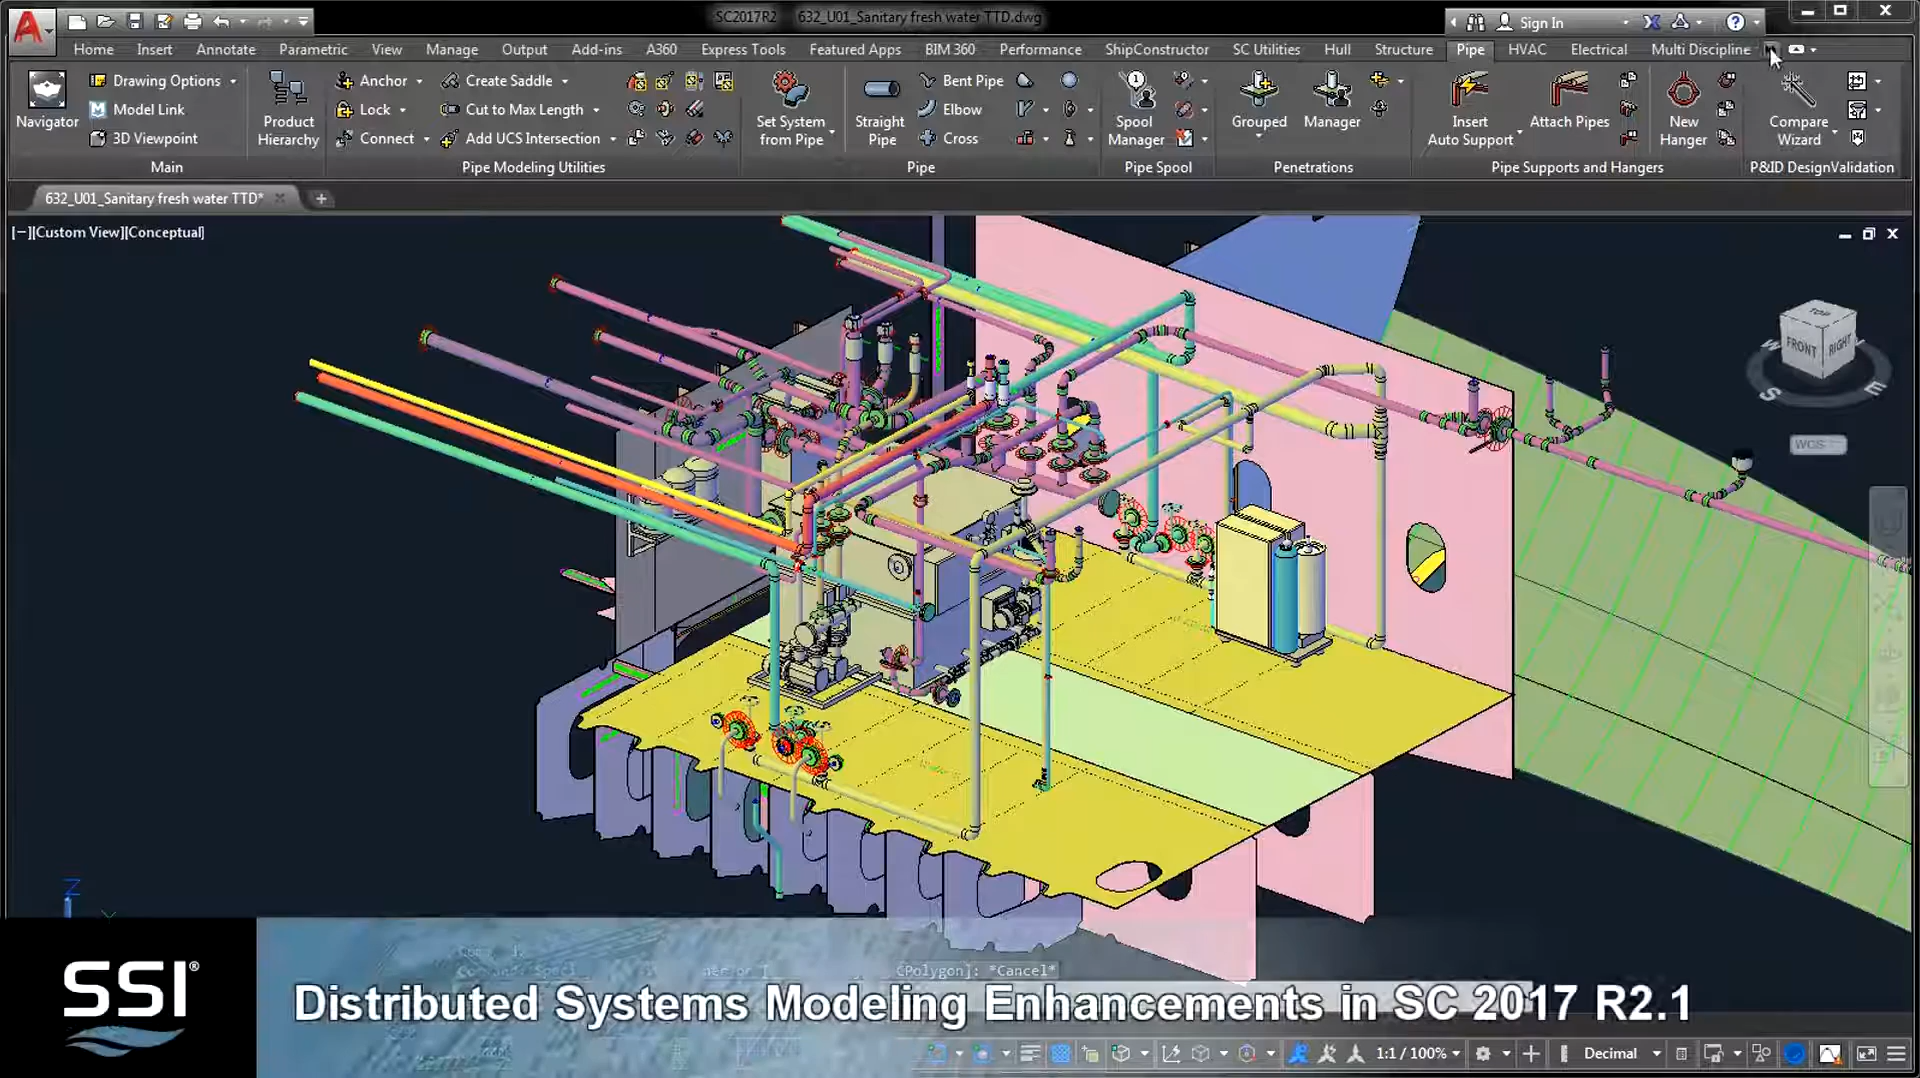 SC2017R2 632_U01_Sanitary fresh water TTD.dwg
Sign In
Home Insert Annotate Parametric View Manage Output Add-ins A360 Express Tools Featured Apps BIM 360 Performance ShipConstructor SC Utilities Hull Structure Pipe HVAC Electrical Multi Discipline
Navigator
Drawing Options
Model Link
3D Viewpoint
Main
Product
Hierarchy
Anchor
Lock
Connect
Create Saddle
Cut to Max Length
Add UCS Intersection
Pipe Modeling Utilities
Set System
from Pipe
Straight
Pipe
Bent Pipe
Elbow
Cross
Pipe
Spool
Manager
Pipe Spool
Grouped
Manager
Penetrations
Insert
Auto Support
Attach Pipes
New
Hanger
Pipe Supports and Hangers
Compare
Wizard
P&ID DesignValidation
632_U01_Sanitary fresh water TTD*
[−][Custom View][Conceptual]
TOP
FRONT
RIGHT
W
S
E
WCS
Z
CPolygon]: *Cancel*
SSI®
Distributed Systems Modeling Enhancements in SC 2017 R2.1
1:1 / 100%
Decimal